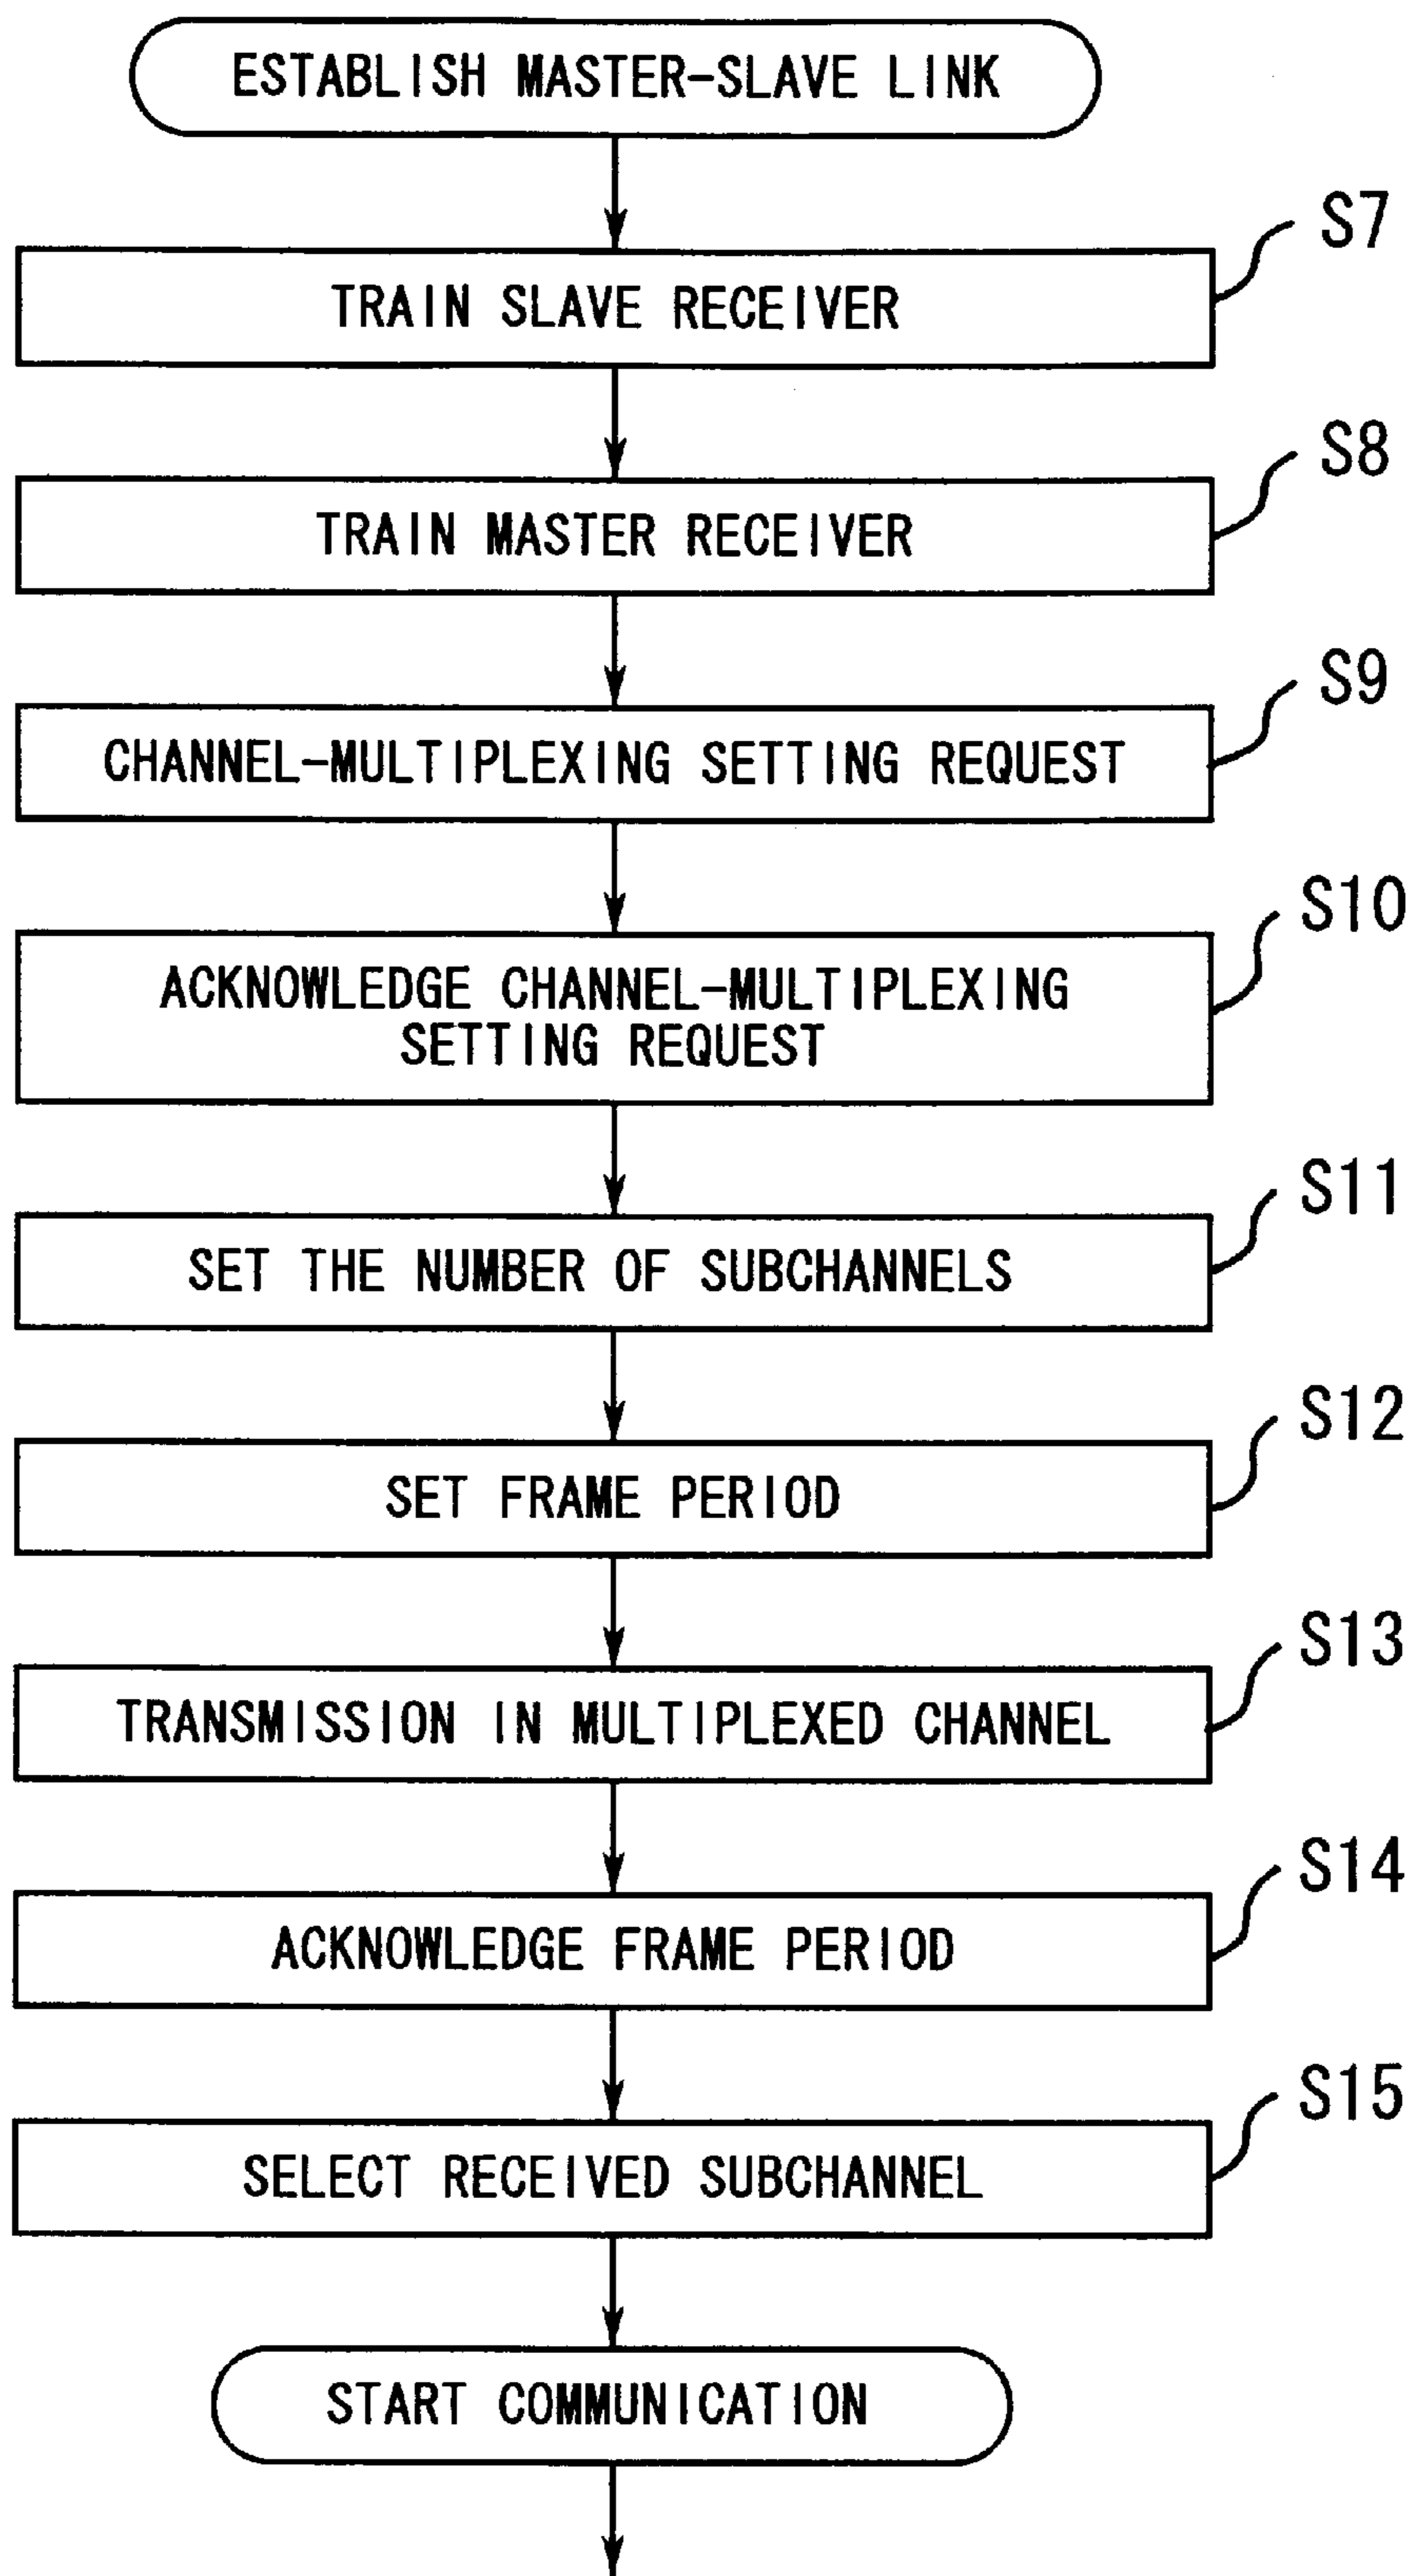 ESTABLISH MASTER-SLAVE LINK
S7
TRAIN SLAVE RECEIVER
S8
TRAIN MASTER RECEIVER
S9
CHANNEL-MULTIPLEXING SETTING REQUEST
S10
ACKNOWLEDGE CHANNEL-MULTIPLEXING
SETTING REQUEST
S11
SET THE NUMBER OF SUBCHANNELS
S12
SET FRAME PERIOD
S13
TRANSMISSION IN MULTIPLEXED CHANNEL
S14
ACKNOWLEDGE FRAME PERIOD
S15
SELECT RECEIVED SUBCHANNEL
START COMMUNICATION